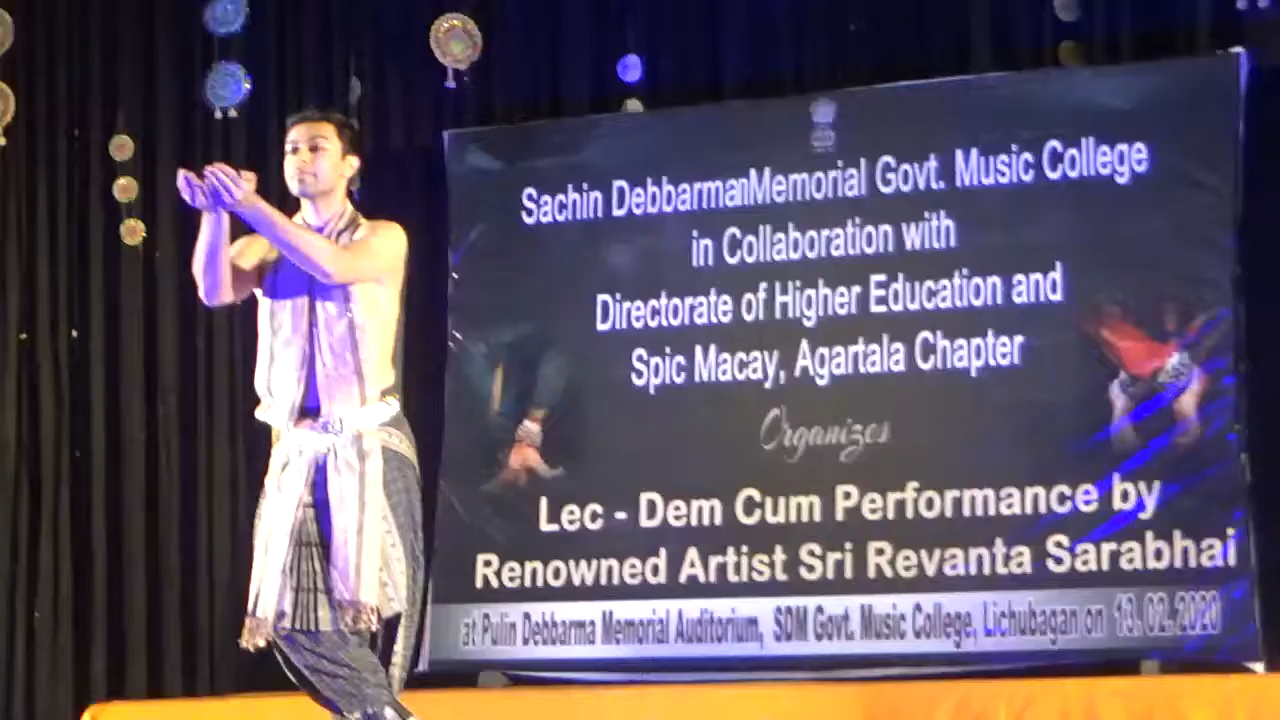 Sachin Debbarman Memorial Govt. Music College
in Collaboration with
Directorate of Higher Education and
Spic Macay, Agartala Chapter
Organizes
Lec - Dem Cum Performance by
Renowned Artist Sri Revanta Sarabhai
at Pulin Debbarma Memorial Auditorium, SDM Govt. Music College, Lichubagan on 13.02.2020